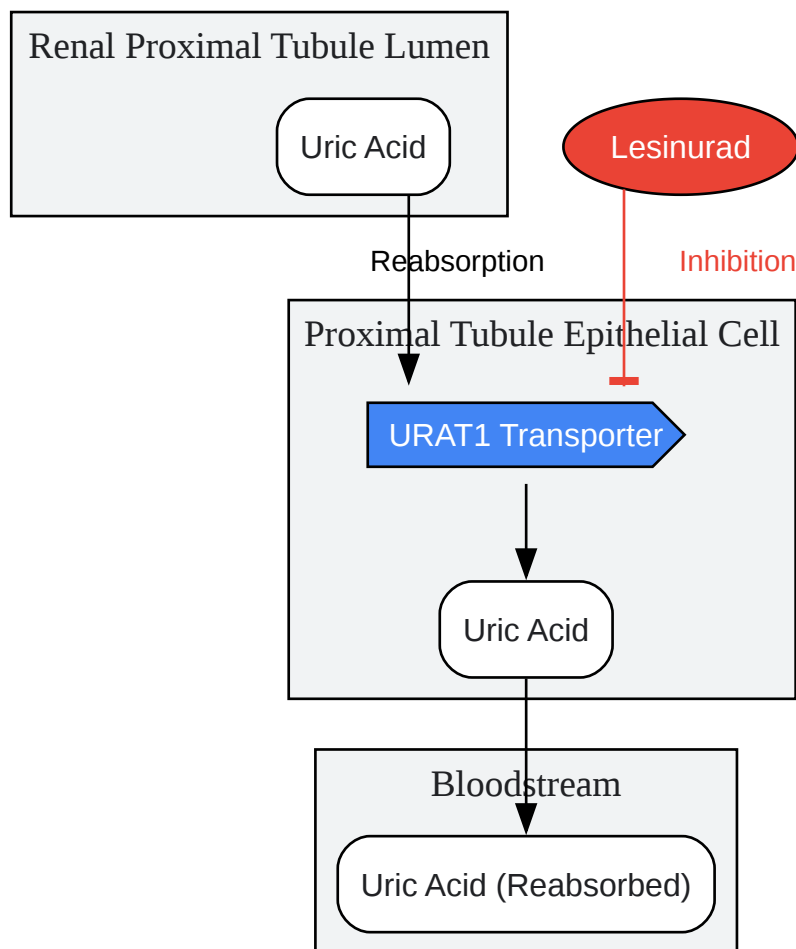 Renal Proximal Tubule Lumen
Uric Acid
Lesinurad
Reabsorption
Inhibition
Proximal Tubule Epithelial Cell
URAT1 Transporter
Uric Acid
Bloodstream
Uric Acid (Reabsorbed)